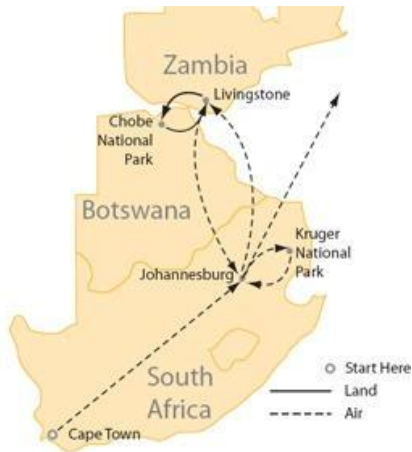 Zambia
Livingstone
Chobe
National
Park
Botswana
Kruger
National
Park
Johannesburg
South
Africa
Start Here
Land
Air
Cape Town